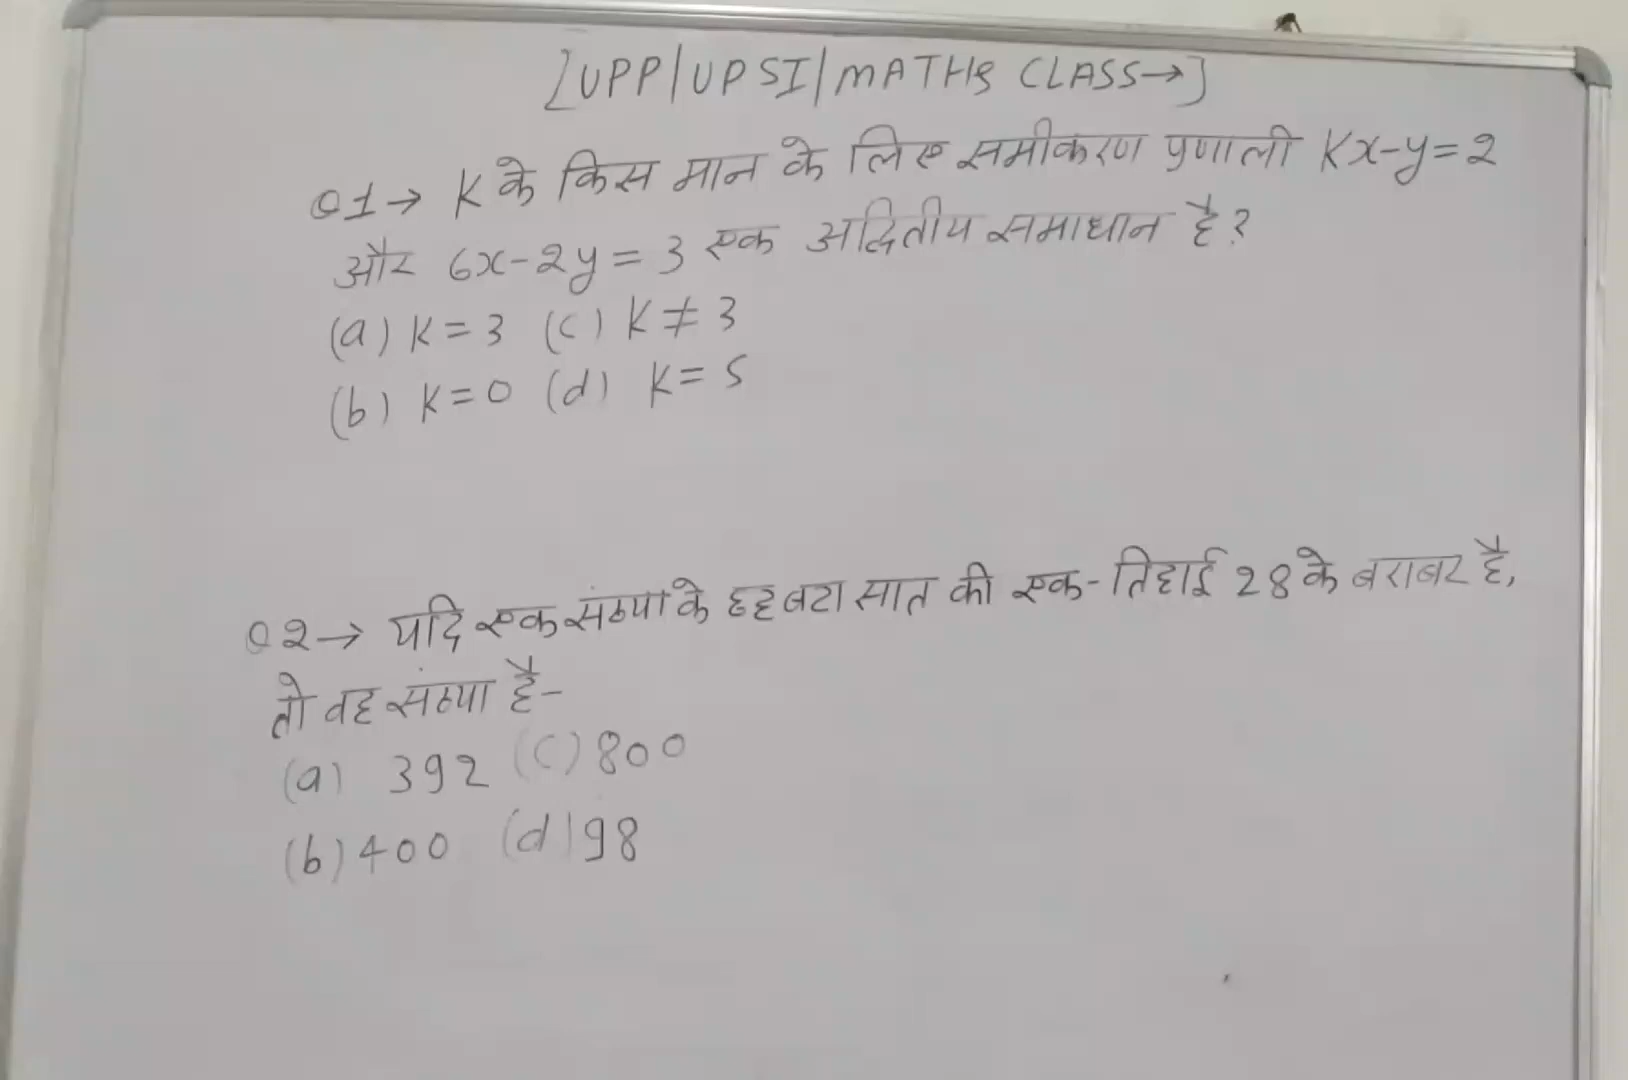 [UPP/UPSI/MATHS CLASS→]
Q1→ K के किस मान के लिए समीकरण प्रणाली Kx-y=2
और 6x-2y=3 एक अद्वितीय समाधान है?
(a) K=3 (c) K≠3
(b) K=0 (d) K=5
Q2→ यदि एक संख्या के छह बटा सात की एक-तिहाई 28 के बराबर है,
तो वह संख्या है-
(a) 392 (C) 800
(b) 400 (d) 98